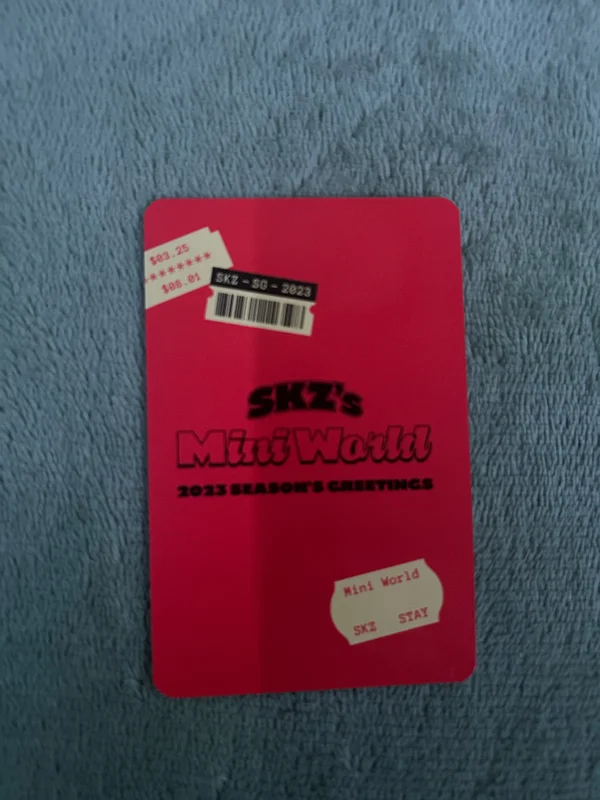 $03.25
********
$08.01
SKZ - SG - 2023
SKZ's
Mini World
2023 SEASON'S GREETINGS
Mini World
SKZ STAY